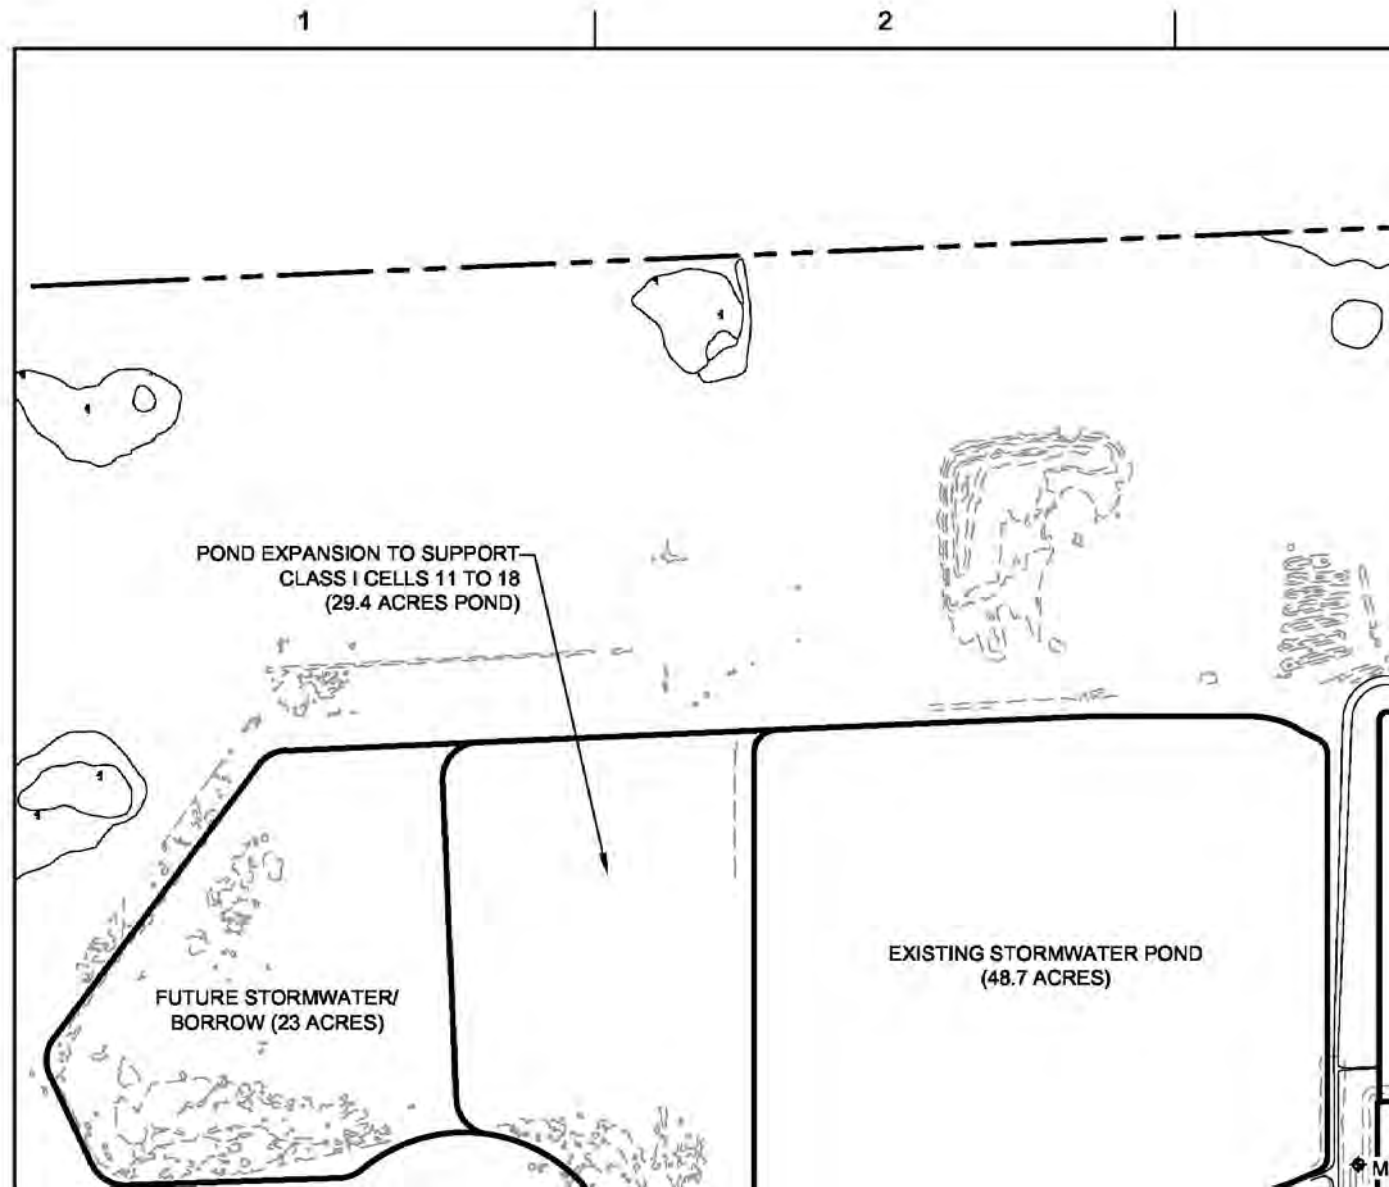 1
2
POND EXPANSION TO SUPPORT
CLASS I CELLS 11 TO 18
(29.4 ACRES POND)
EXISTING STORMWATER POND
(48.7 ACRES)
FUTURE STORMWATER/
BORROW (23 ACRES)
M